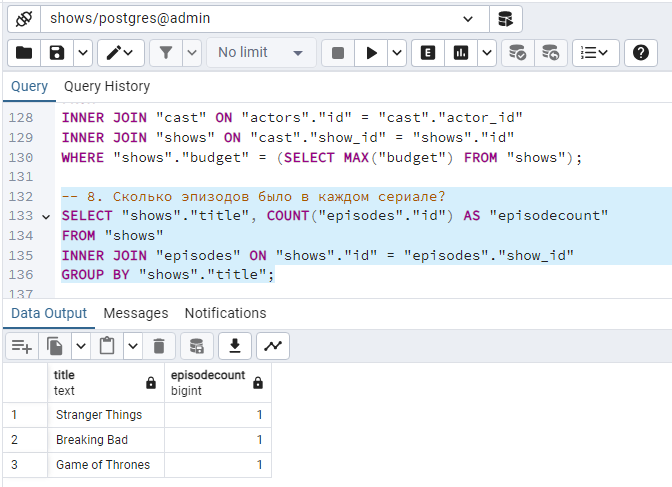 shows/postgres@admin
No limit
Query Query History
128 INNER JOIN "cast" ON "actors"."id" = "cast"."actor_id"
129 INNER JOIN "shows" ON "cast"."show_id" = "shows"."id"
130 WHERE "shows"."budget" = (SELECT MAX("budget") FROM "shows");
131
132 -- 8. Сколько эпизодов было в каждом сериале?
133 SELECT "shows"."title", COUNT("episodes"."id") AS "episodecount"
134 FROM "shows"
135 INNER JOIN "episodes" ON "shows"."id" = "episodes"."show_id"
136 GROUP BY "shows"."title";
137
Data Output Messages Notifications
title episodecount
text bigint
1 Stranger Things 1
2 Breaking Bad 1
3 Game of Thrones 1